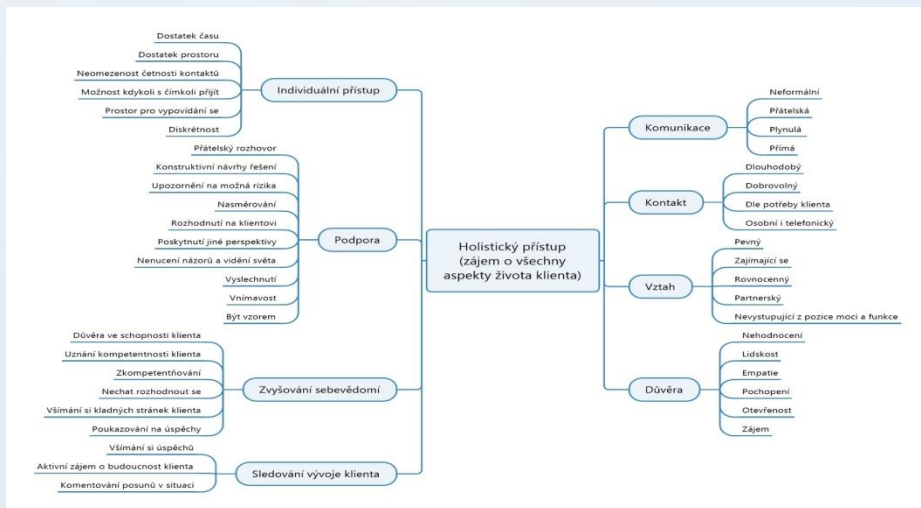 Dostatek času
Dostatek prostoru
Neomezenost četnosti kontaktů
Možnost kdykoli s čímkoli přijít
Prostor pro vypovídání se
Diskrétnost
Individuální přístup
Přátelský rozhovor
Konstruktivní návrhy řešení
Upozornění na možná rizika
Nasměrování
Rozhodnutí na klientovi
Poskytnutí jiné perspektivy
Nenucení názorů a vidění světa
Vyslechnutí
Vnímavost
Být vzorem
Podpora
Důvěra ve schopnosti klienta
Uznání kompetentnosti klienta
Zkompetentňování
Nechat rozhodnout se
Všímání si kladných stránek klienta
Poukazování na úspěchy
Zvyšování sebevědomí
Všímání si úspěchů
Aktivní zájem o budoucnost klienta
Komentování posunů v situaci
Sledování vývoje klienta
Holistický přístup
(zájem o všechny
aspekty života klienta)
Komunikace
Neformální
Přátelská
Plynulá
Přímá
Kontakt
Dlouhodobý
Dobrovolný
Dle potřeby klienta
Osobní i telefonický
Vztah
Pevný
Zajímající se
Rovnocenný
Partnerský
Nevystupující z pozice moci a funkce
Důvěra
Nehodnocení
Lidskost
Empatie
Pochopení
Otevřenost
Zájem